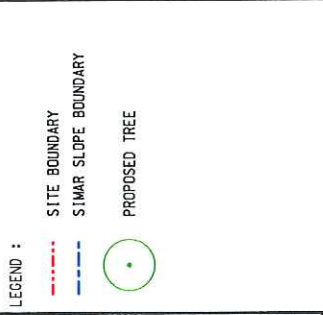 LEGEND :
SITE BOUNDARY
SIMAR SLOPE BOUNDARY
PROPOSED TREE